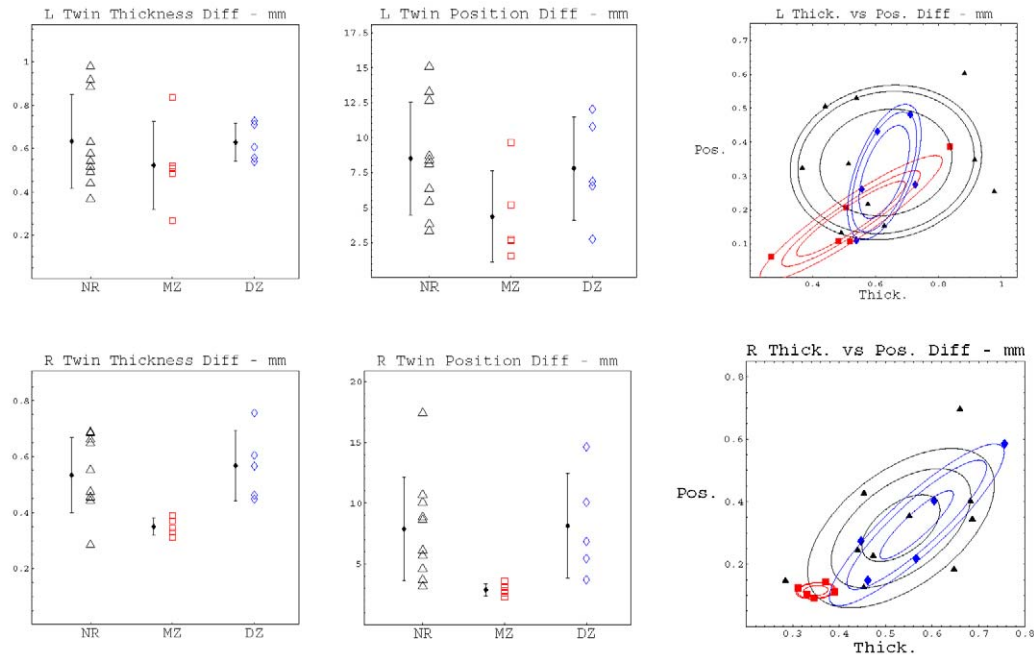 L Twin Thickness Diff - mm
1
0.8
0.6
0.4
0.2
NR MZ DZ
L Twin Position Diff - mm
17.5
15
12.5
10
7.5
5
2.5
NR MZ DZ
L Thick. vs Pos. Diff - mm
0.7
0.6
0.5
0.4
Pos.
0.3
0.2
0.1
0.4 0.6 0.8 1
Thick.
R Twin Thickness Diff - mm
0.8
0.6
0.4
0.2
NR MZ DZ
R Twin Position Diff - mm
20
15
10
5
NR MZ DZ
R Thick. vs Pos. Diff - mm
0.8
0.6
Pos.
0.4
0.2
0.0
0.3 0.4 0.5 0.6 0.7 0.8
Thick.